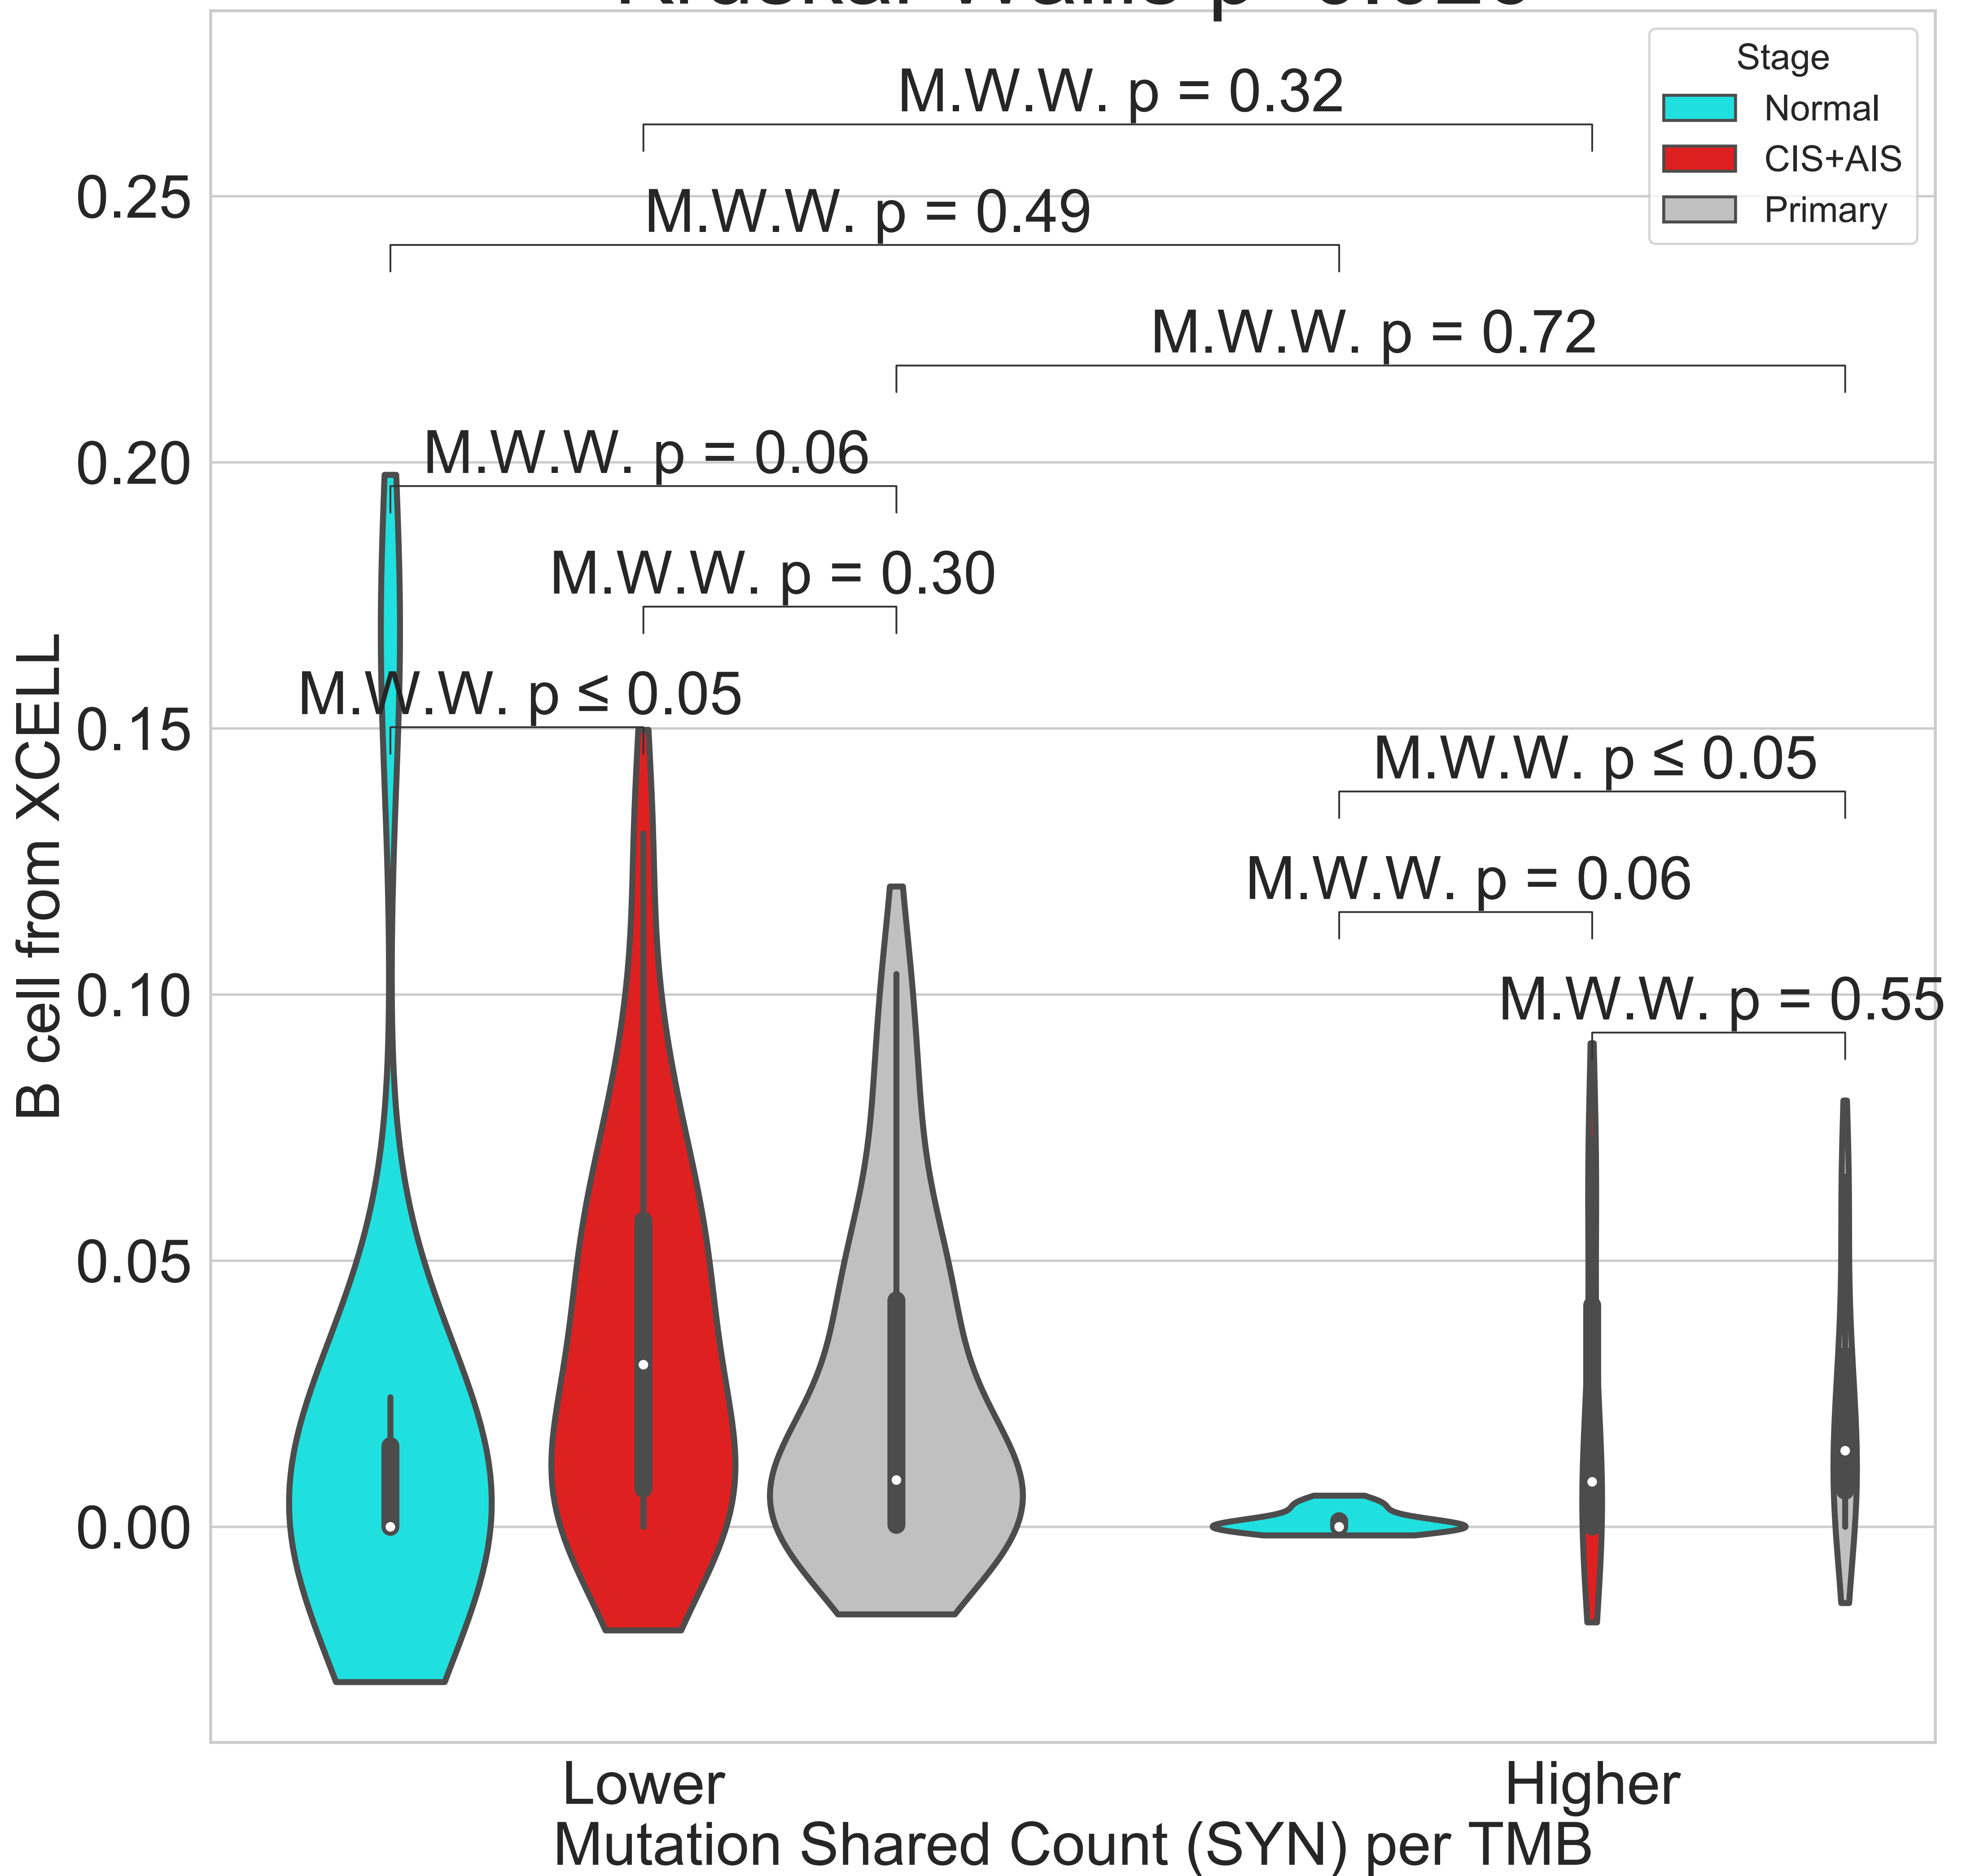 Stage
Normal
CIS+AIS
Primary
M.W.W. p = 0.32
M.W.W. p = 0.49
M.W.W. p = 0.72
M.W.W. p = 0.06
M.W.W. p = 0.30
M.W.W. p ≤ 0.05
M.W.W. p ≤ 0.05
M.W.W. p = 0.06
M.W.W. p = 0.55
B cell from XCELL
0.25
0.20
0.15
0.10
0.05
0.00
Lower
Higher
Mutation Shared Count (SYN) per TMB